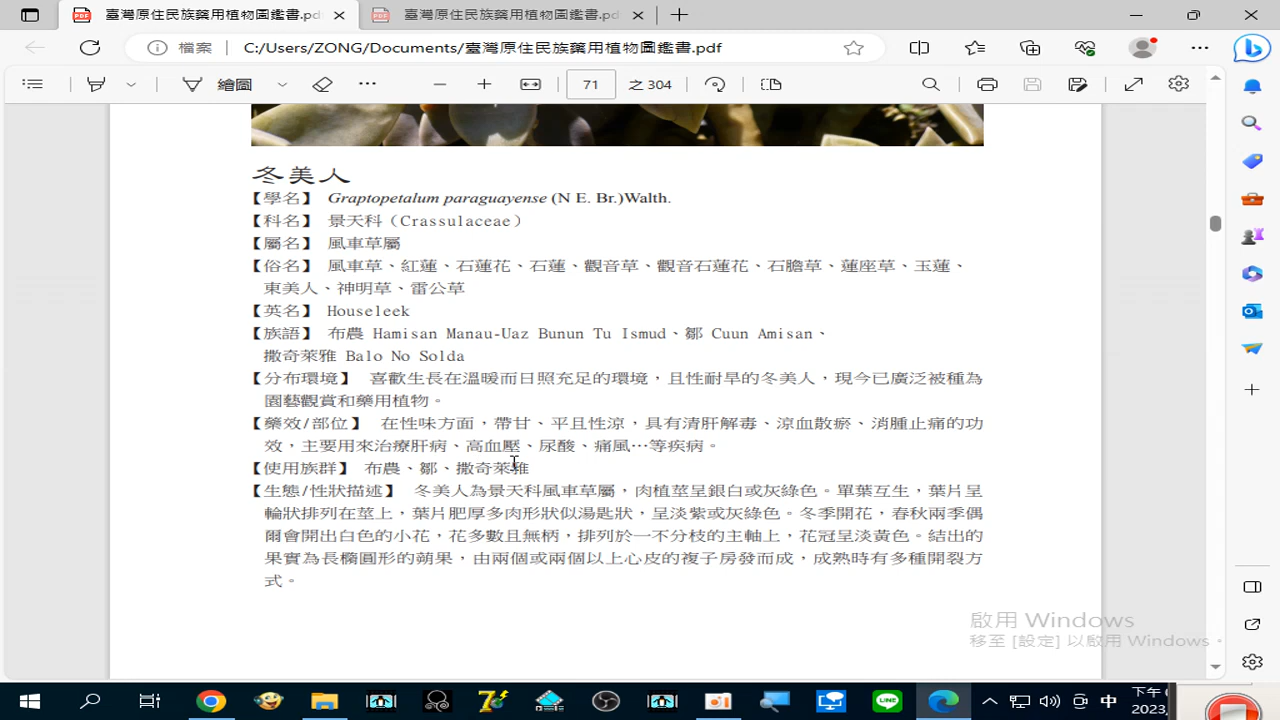 臺灣原住民族藥用植物圖鑑書.pd
臺灣原住民族藥用植物圖鑑書.pd
檔案 C:/Users/ZONG/Documents/臺灣原住民族藥用植物圖鑑書.pdf
繪圖 71 之 304
冬美人
【學名】 Graptopetalum paraguayense (N E. Br.)Walth.
【科名】 景天科（Crassulaceae）
【屬名】 風車草屬
【俗名】 風車草、紅蓮、石蓮花、石蓮、觀音草、觀音石蓮花、石膽草、蓮座草、玉蓮、
東美人、神明草、雷公草
【英名】 Houseleek
【族語】 布農 Hamisan Manau-Uaz Bunun Tu Ismud、鄒 Cuun Amisan、
撒奇萊雅 Balo No Solda
【分布環境】 喜歡生長在溫暖而日照充足的環境，且性耐旱的冬美人，現今已廣泛被種為
園藝觀賞和藥用植物。
【藥效/部位】 在性味方面，帶甘、平且性涼，具有清肝解毒、涼血散瘀、消腫止痛的功
效，主要用來治療肝病、高血壓、尿酸、痛風…等疾病。
【使用族群】 布農、鄒、撒奇萊雅
【生態/性狀描述】 冬美人為景天科風車草屬，肉植莖呈銀白或灰綠色。單葉互生，葉片呈
輪狀排列在莖上，葉片肥厚多肉形狀似湯匙狀，呈淡紫或灰綠色。冬季開花，春秋兩季偶
爾會開出白色的小花，花多數且無柄，排列於一不分枝的主軸上，花冠呈淡黃色。結出的
果實為長橢圓形的蒴果，由兩個或兩個以上心皮的複子房發而成，成熟時有多種開裂方
式。
啟用 Windows
移至 [設定] 以啟用 Windows。
中 下午
2023,